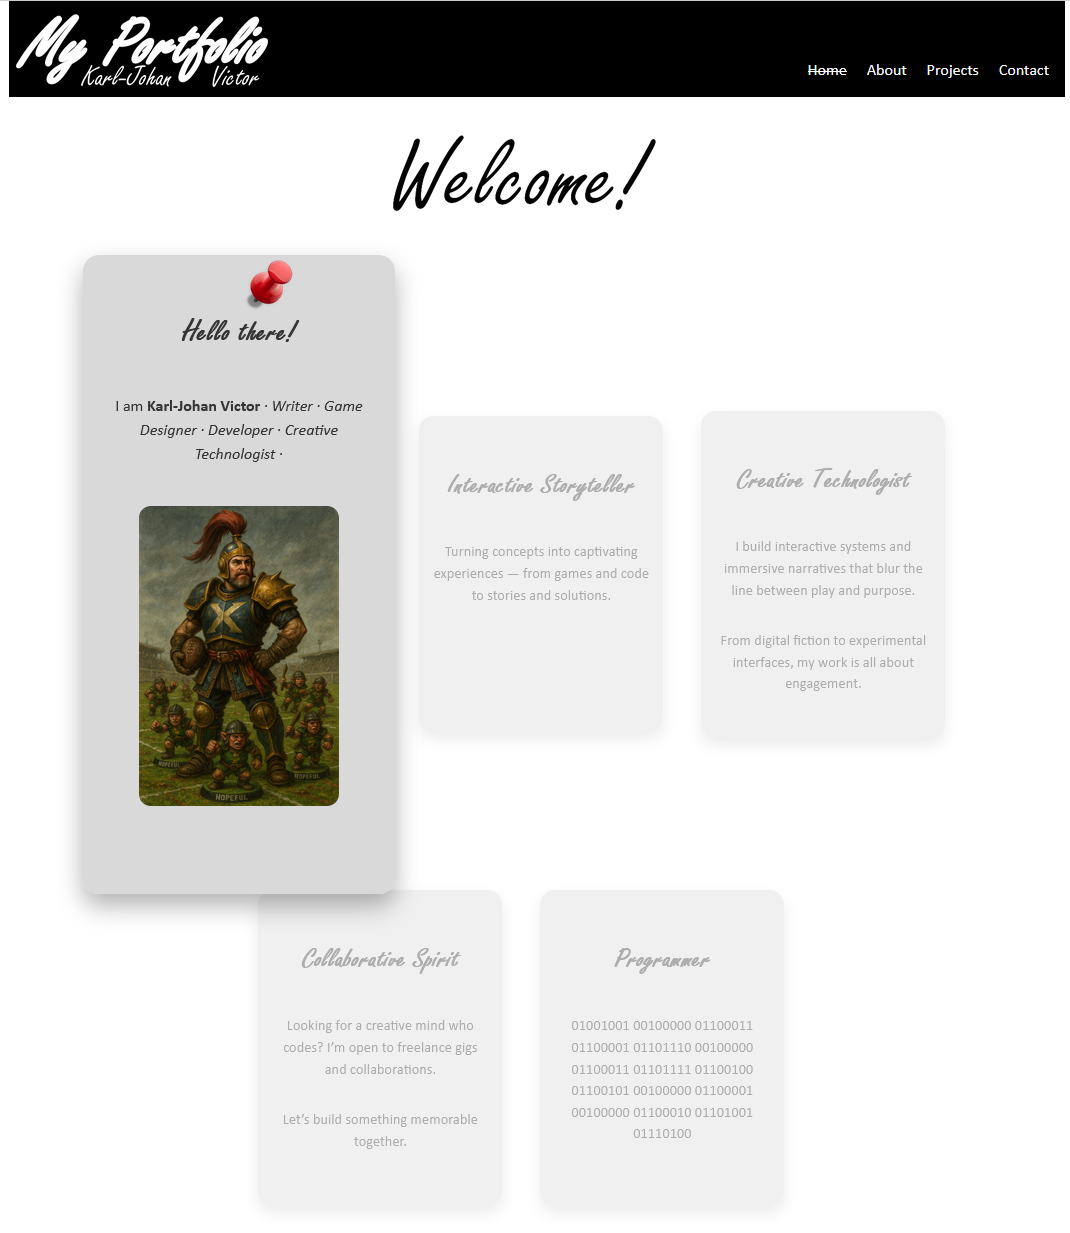 My Portfolio
Karl-Johan Victor
Home About Projects Contact
Welcome!
Hello there!
I am Karl-Johan Victor · Writer · Game
Designer · Developer · Creative
Technologist ·
HOPEFUL
HOPEFUL
HOPEFUL
Interactive Storyteller
Turning concepts into captivating
experiences — from games and code
to stories and solutions.
Creative Technologist
I build interactive systems and
immersive narratives that blur the
line between play and purpose.
From digital fiction to experimental
interfaces, my work is all about
engagement.
Collaborative Spirit
Looking for a creative mind who
codes? I’m open to freelance gigs
and collaborations.
Let’s build something memorable
together.
Programmer
01001001 00100000 01100011
01100001 01101110 00100000
01100011 01101111 01100100
01100101 00100000 01100001
00100000 01100010 01101001
01110100